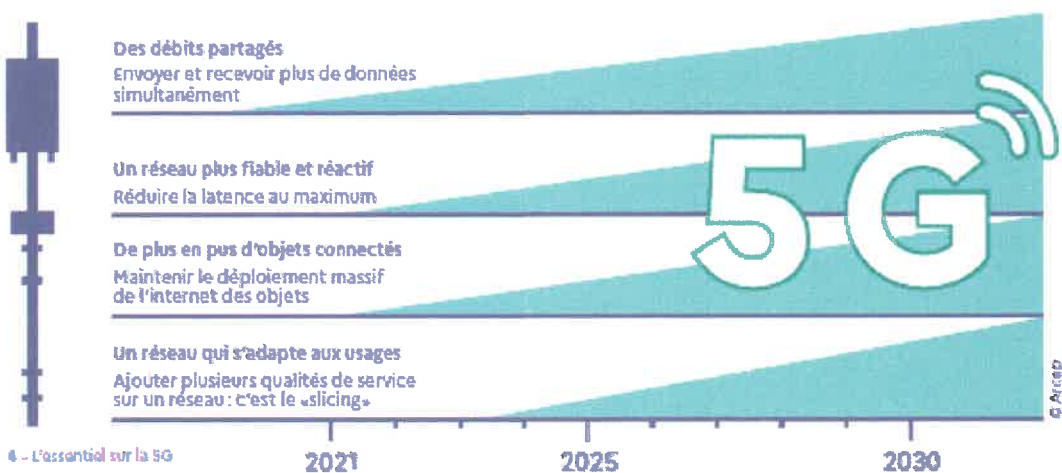 Des débits partagés
Envoyer et recevoir plus de données
simultanément
Un réseau plus fiable et réactif
Réduire la latence au maximum
De plus en pus d'objets connectés
Maintenir le déploiement massif
de l'internet des objets
5G
Un réseau qui s'adapte aux usages
Ajouter plusieurs qualités de service
sur un réseau : c'est le «slicing»
© Arcep
2021 2025 2030
4 - L'essentiel sur la 5G